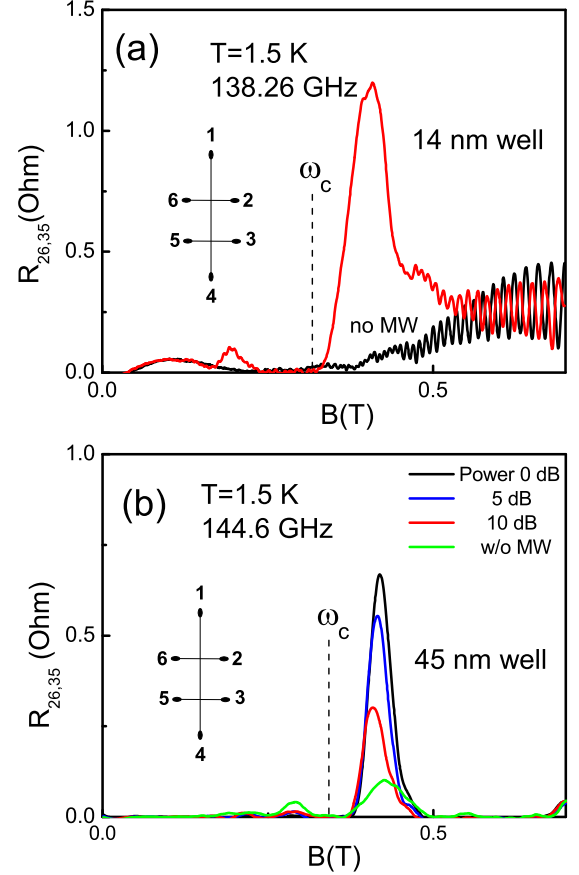 (a)
T=1.5 K
138.26 GHz
14 nm well
ω_c
no MW
1
6
2
5
3
4
R_26,35(Ohm)
1.5
1.0
0.5
0.0
0.0
0.5
B(T)
(b)
T=1.5 K
144.6 GHz
Power 0 dB
5 dB
10 dB
w/o MW
45 nm well
ω_c
1
6
2
5
3
4
R_26,35 (Ohm)
1.0
0.5
0.0
0.0
0.5
B(T)